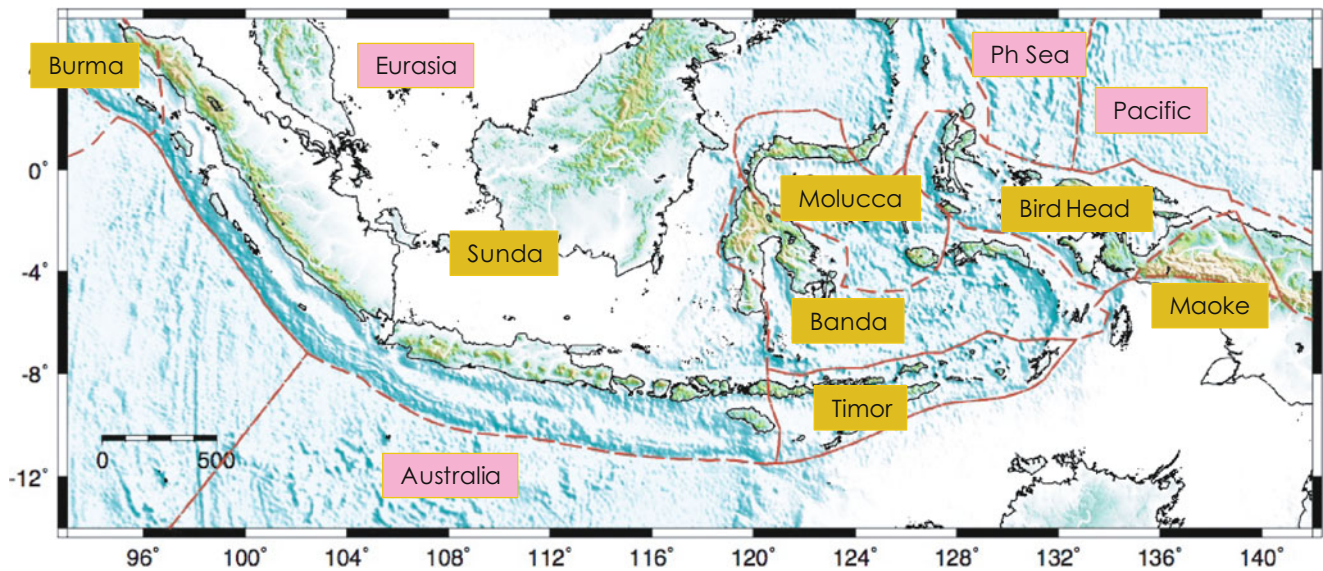 Burma
Eurasia
Ph Sea
Pacific
0°
Molucca
Bird Head
Sunda
-4°
Banda
Maoke
-8°
Timor
0 500
Australia
-12°
96° 100° 104° 108° 112° 116° 120° 124° 128° 132° 136° 140°